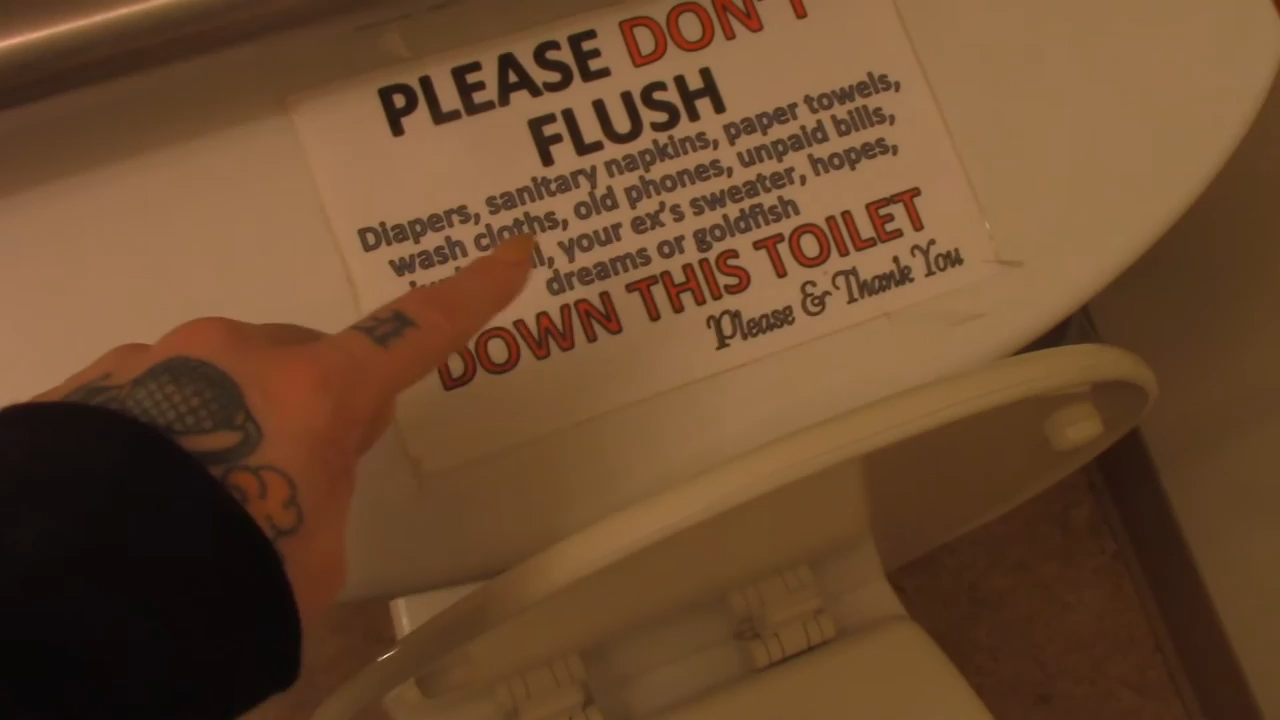 PLEASE DON'T
FLUSH
Diapers, sanitary napkins, paper towels,
wash cloths, old phones, unpaid bills,
your ex's sweater, hopes,
dreams or goldfish
DOWN THIS TOILET
Please & Thank You